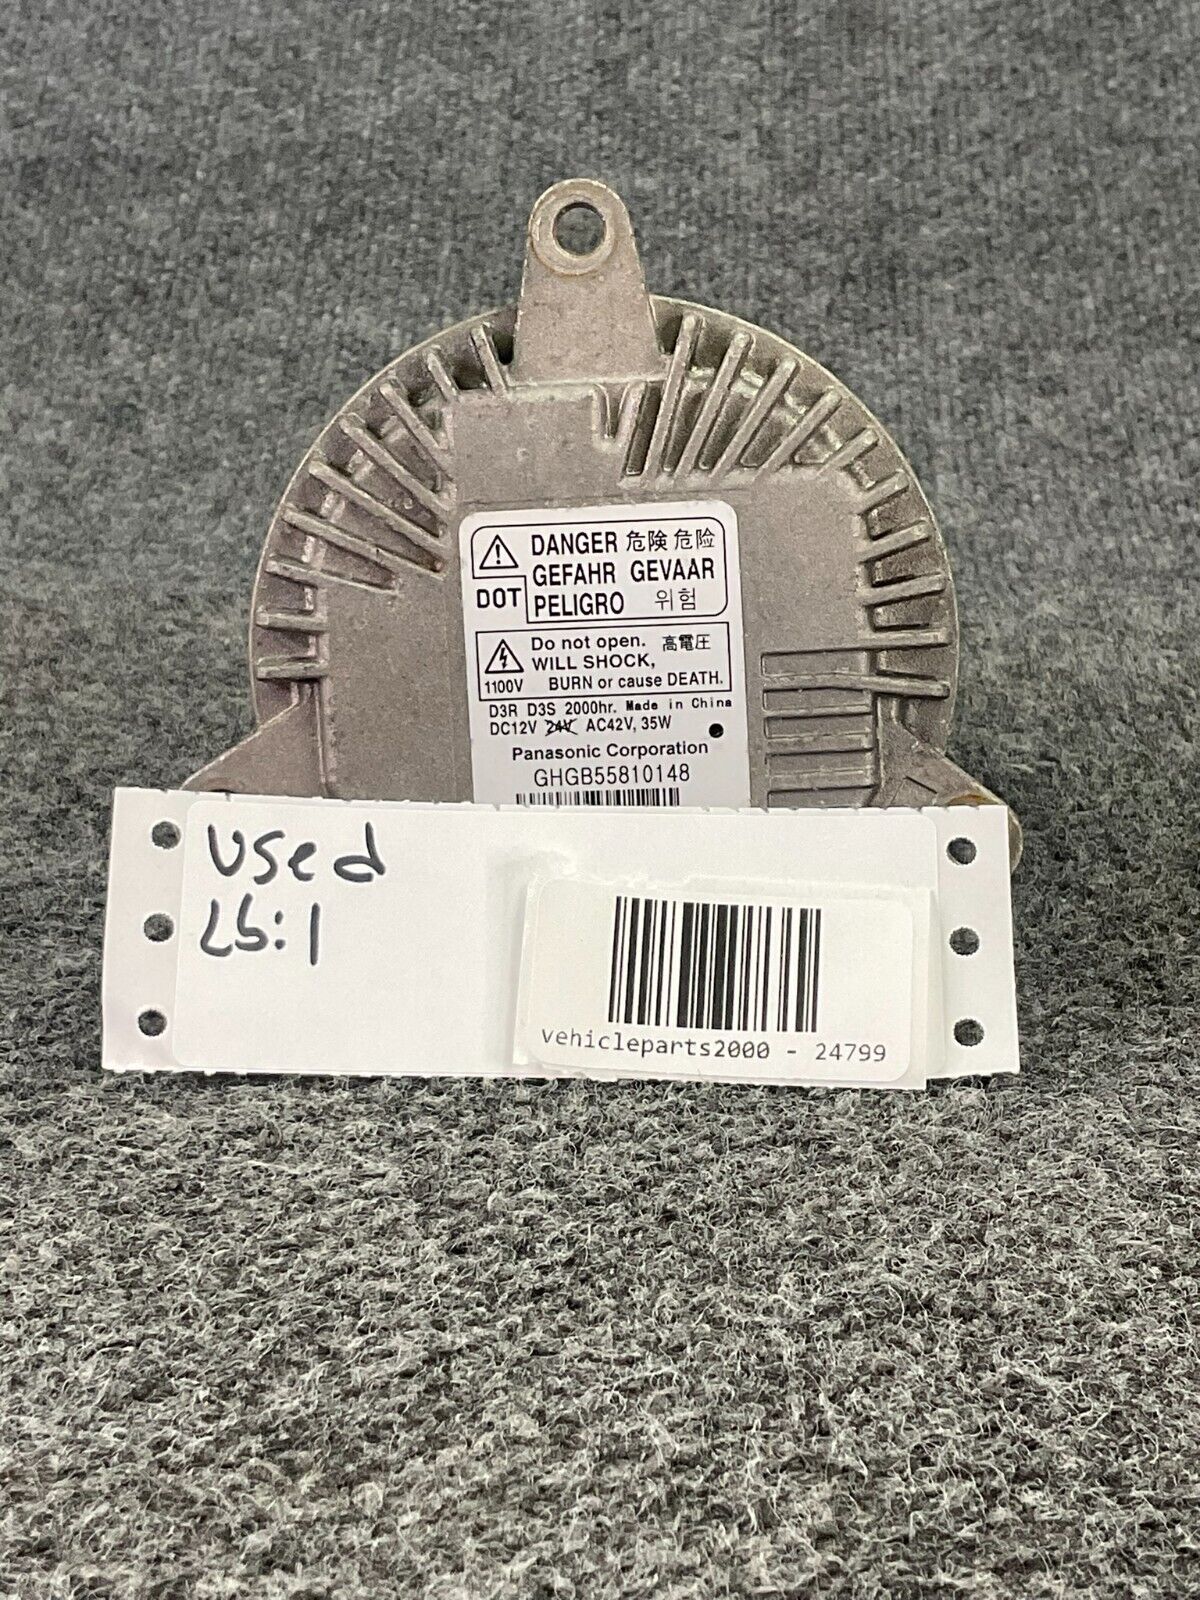 DANGER 危険 危险
GEFAHR GEVAAR
DOT PELIGRO 위험
Do not open. 高電圧
WILL SHOCK,
1100V BURN or cause DEATH.
D3R D3S 2000hr. Made in China
DC12V 24V AC42V, 35W
Panasonic Corporation
GHGB55810148
used
Lb:1
vehicleparts2000 - 24799